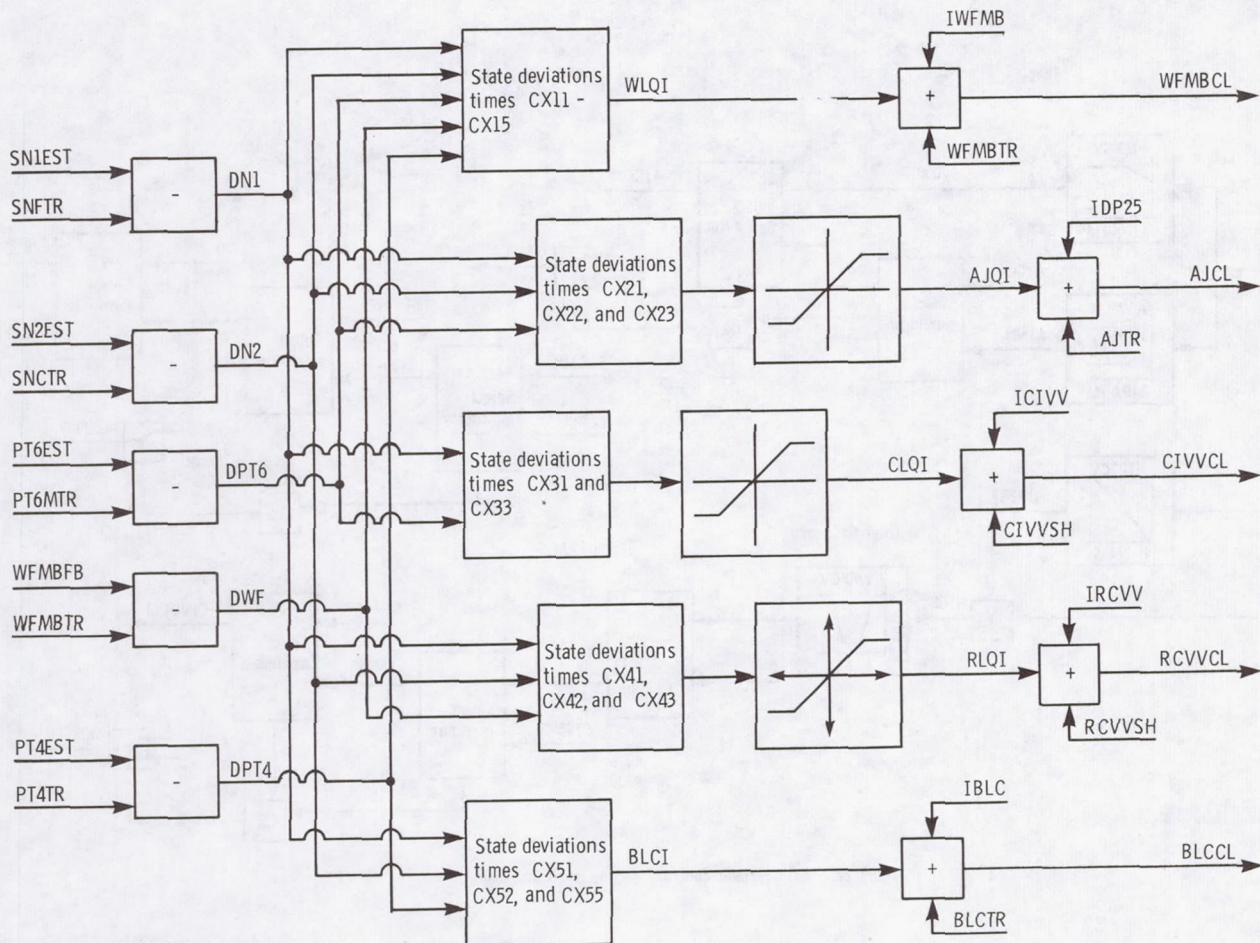 IWFMB
State deviations
times CX11 -
CX15
WLQI
+
WFMBCL
WFMBTR
SN1EST
SNFTR
-
DN1
IDP25
State deviations
times CX21,
CX22, and CX23
AJQI
+
AJCL
AJTR
SN2EST
SNCTR
-
DN2
ICIVV
PT6EST
PT6MTR
-
DPT6
State deviations
times CX31 and
CX33
CLQI
+
CIVVCL
CIVVSH
WFMBFB
WFMBTR
-
DWF
IRCVV
State deviations
times CX41,
CX42, and CX43
RLQI
+
RCVVCL
RCVVSH
PT4EST
PT4TR
-
DPT4
IBLC
State deviations
times CX51,
CX52, and CX55
BLCI
+
BLCCL
BLCTR